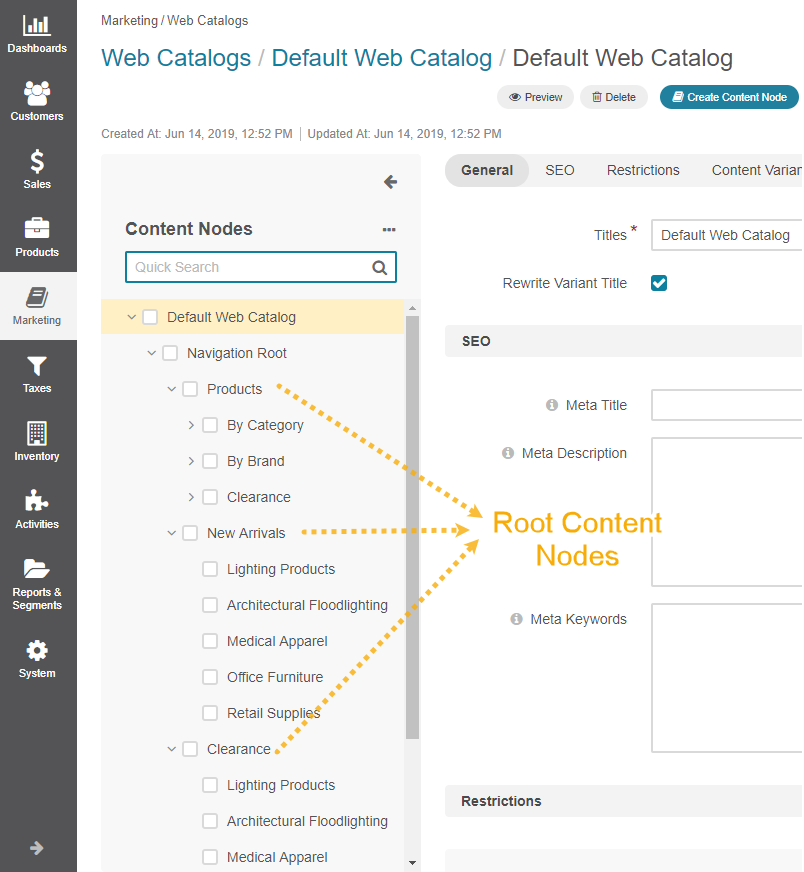 Dashboards
Customers
Sales
Products
Marketing
Taxes
Inventory
Activities
Reports &
Segments
System
Marketing / Web Catalogs
Web Catalogs / Default Web Catalog / Default Web Catalog
Preview
Delete
Create Content Node
Created At: Jun 14, 2019, 12:52 PM | Updated At: Jun 14, 2019, 12:52 PM
Content Nodes
Quick Search
Default Web Catalog
Navigation Root
Products
By Category
By Brand
Clearance
New Arrivals
Lighting Products
Architectural Floodlighting
Medical Apparel
Office Furniture
Retail Supplies
Clearance
Lighting Products
Architectural Floodlighting
Medical Apparel
General SEO Restrictions Content Varian
Titles * Default Web Catalog
Rewrite Variant Title
SEO
Meta Title
Meta Description
Root Content
Nodes
Meta Keywords
Restrictions